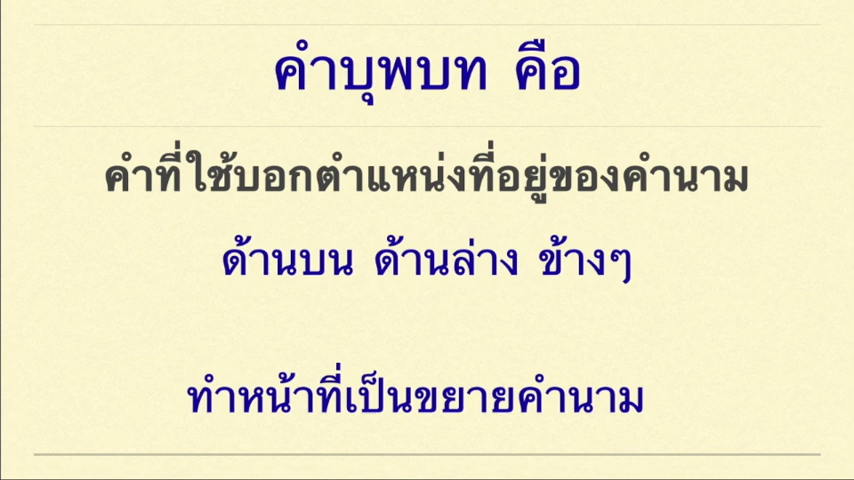 คำบุพบท คือ
คำที่ใช้บอกตำแหน่งที่อยู่ของคำนาม
ด้านบน ด้านล่าง ข้างๆ
ทำหน้าที่เป็นขยายคำนาม